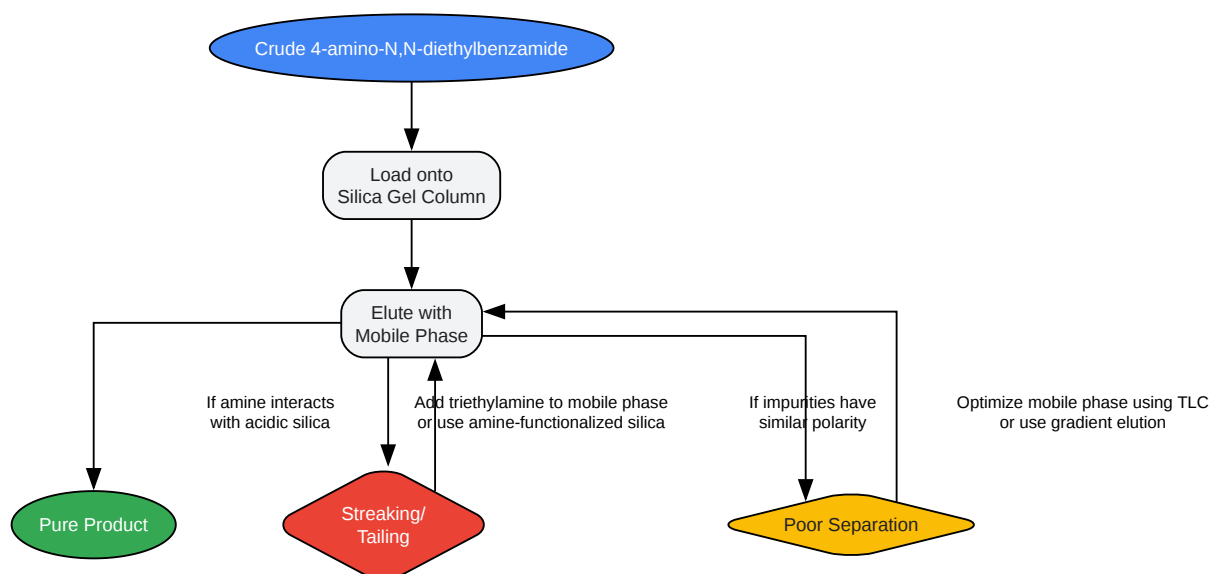 Crude 4-amino-N,N-diethylbenzamide
Load onto
Silica Gel Column
Elute with
Mobile Phase
If amine interacts
with acidic silica
Add triethylamine to mobile phase
or use amine-functionalized silica
If impurities have
similar polarity
Optimize mobile phase using TLC
or use gradient elution
Pure Product
Streaking/
Tailing
Poor Separation